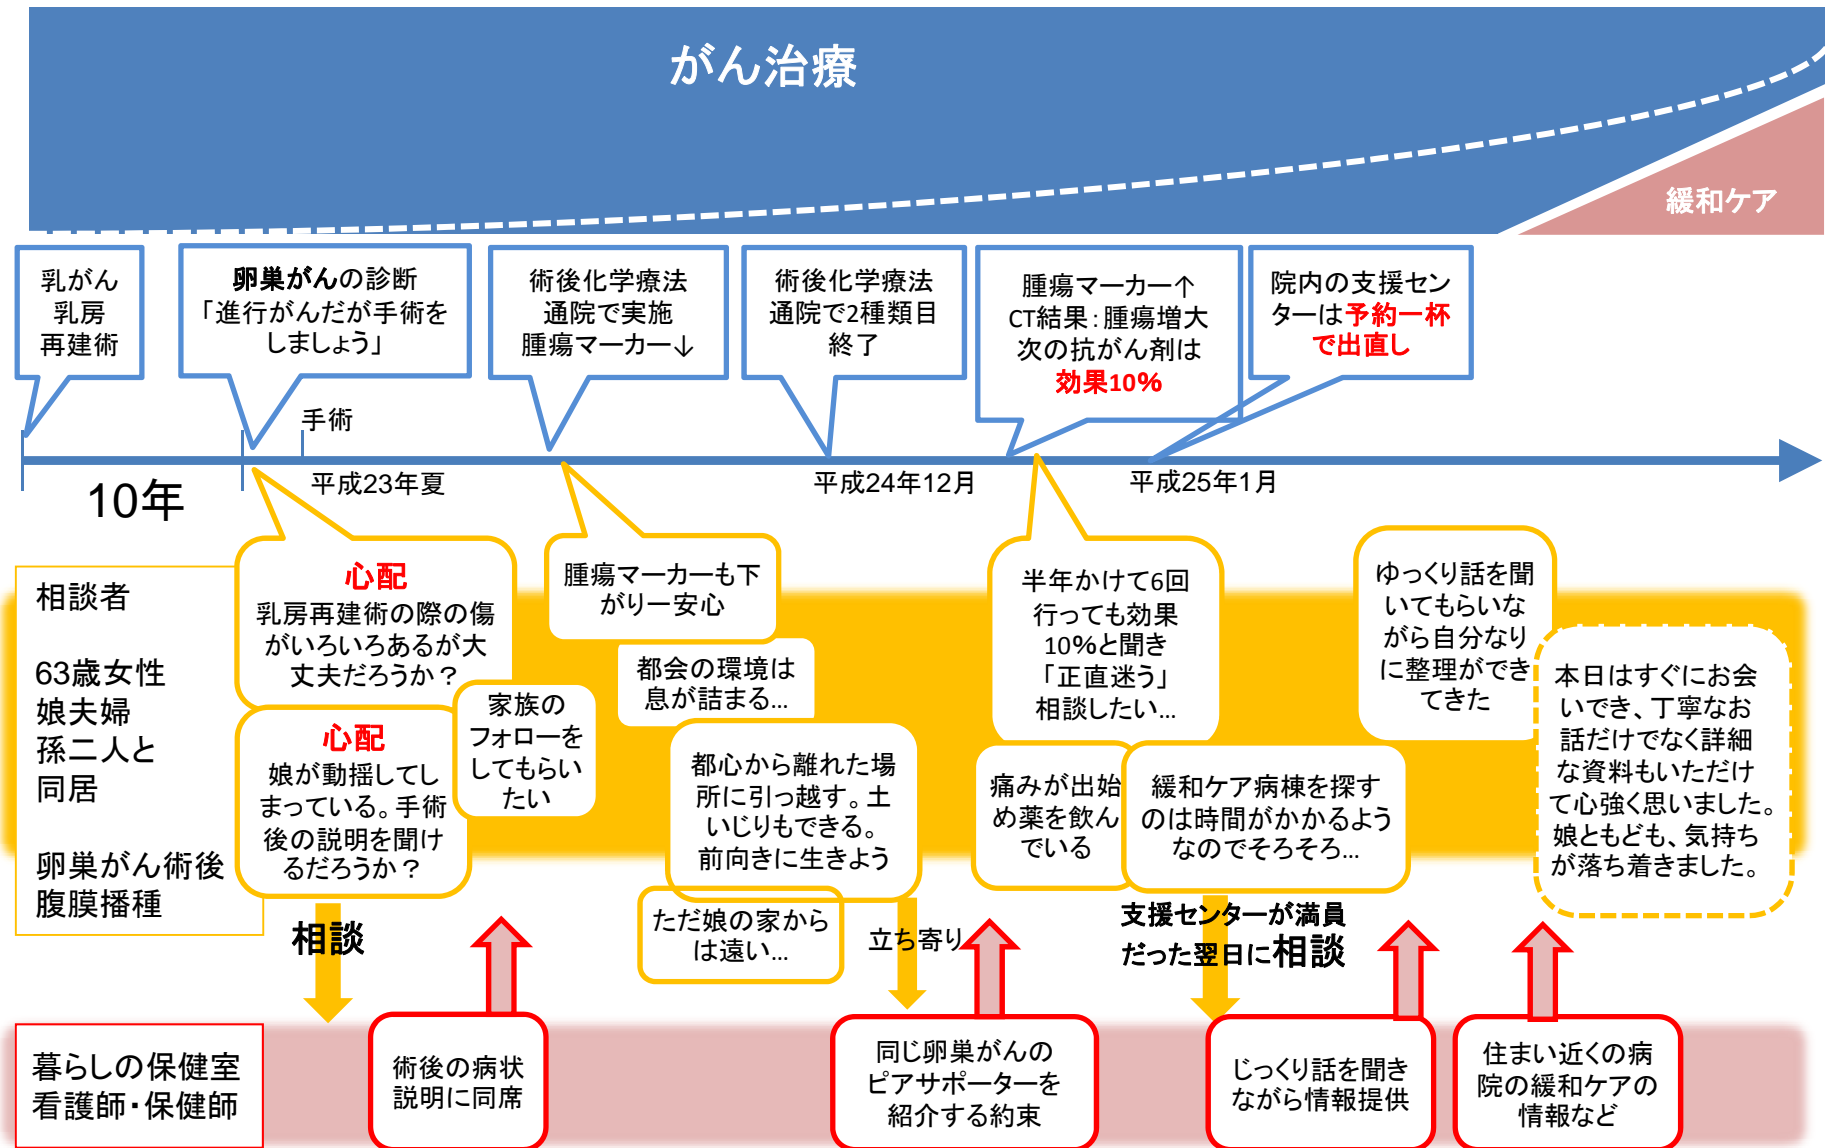 がん治療
緩和ケア
乳がん
乳房
再建術
卵巣がんの診断
「進行がんだが手術を
しましょう」
術後化学療法
通院で実施
腫瘍マーカー↓
術後化学療法
通院で2種類目
終了
腫瘍マーカー↑
CT結果：腫瘍増大
次の抗がん剤は
効果10%
院内の支援セン
ターは予約一杯
で出直し
手術
10年
平成23年夏
平成24年12月
平成25年1月
相談者
63歳女性
娘夫婦
孫二人と
同居
卵巣がん術後
腹膜播種
心配
乳房再建術の際の傷
がいろいろあるが大
丈夫だろうか？
心配
娘が動揺してし
まっている。手術
後の説明を聞け
るだろうか？
家族の
フォローを
してもらい
たい
腫瘍マーカーも下
がり一安心
都会の環境は
息が詰まる…
都心から離れた場
所に引っ越す。土
いじりもできる。
前向きに生きよう
ただ娘の家から
は遠い…
半年かけて6回
行っても効果
10%と聞き
「正直迷う」
相談したい…
痛みが出始
め薬を飲ん
でいる
緩和ケア病棟を探す
のは時間がかかるよう
なのでそろそろ…
ゆっくり話を聞
いてもらいな
がら自分なり
に整理ができ
てきた
本日はすぐにお会
いでき、丁寧なお
話だけでなく詳細
な資料もいただけ
て心強く思いました。
娘ともども、気持ち
が落ち着きました。
相談
立ち寄り
支援センターが満員
だった翌日に相談
暮らしの保健室
看護師・保健師
術後の病状
説明に同席
同じ卵巣がんの
ピアサポーターを
紹介する約束
じっくり話を聞き
ながら情報提供
住まい近くの病
院の緩和ケアの
情報など